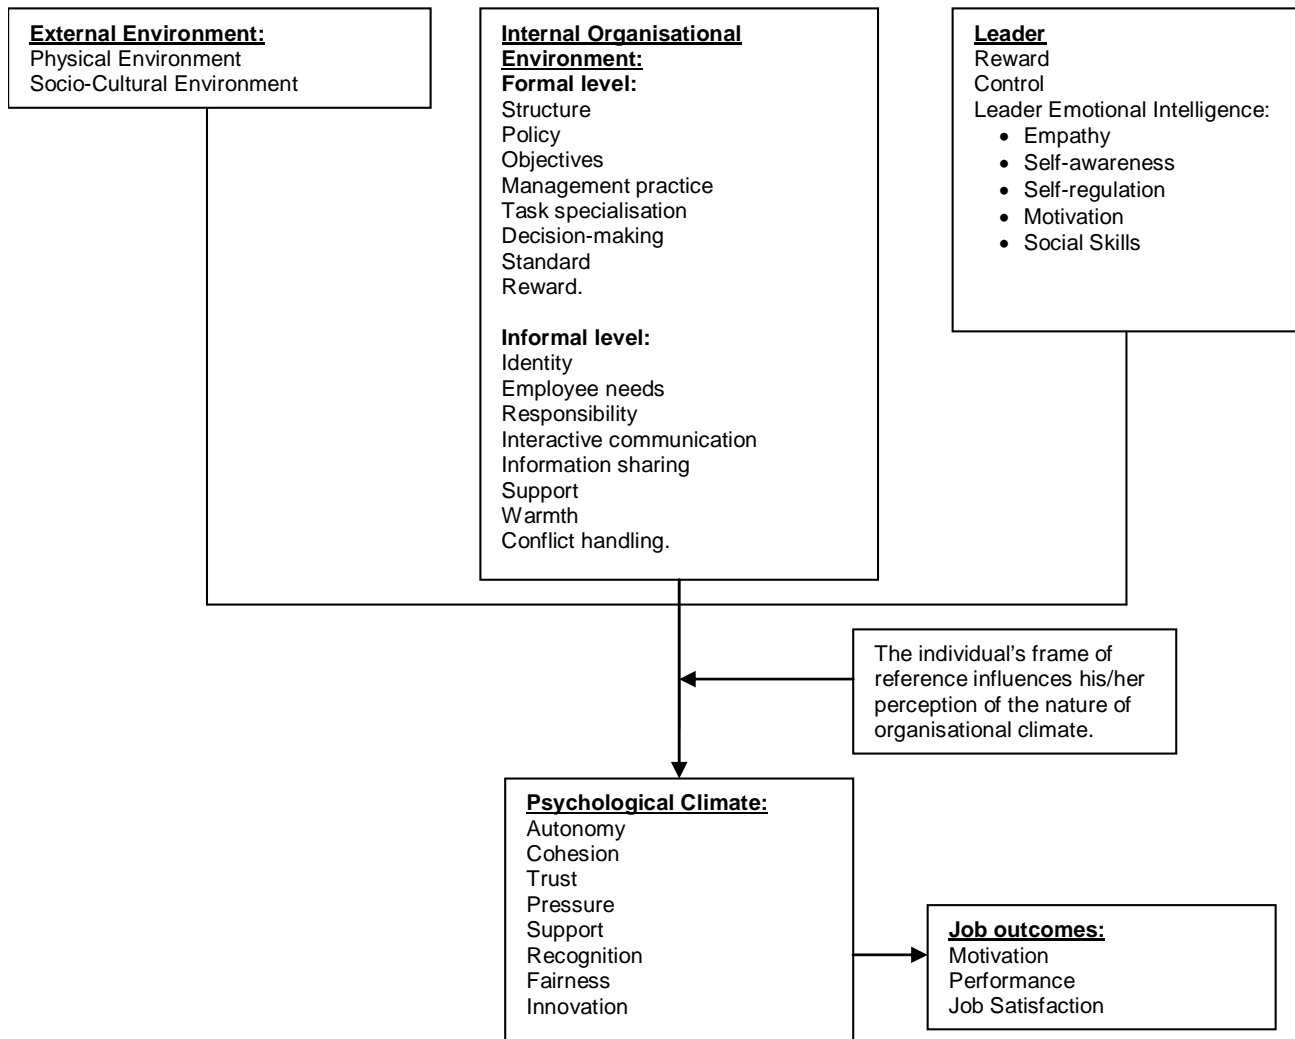 External Environment:
Physical Environment
Socio-Cultural Environment
Internal Organisational
Environment:
Formal level:
Structure
Policy
Objectives
Management practice
Task specialisation
Decision-making
Standard
Reward.
Informal level:
Identity
Employee needs
Responsibility
Interactive communication
Information sharing
Support
Warmth
Conflict handling.
Leader
Reward
Control
Leader Emotional Intelligence:
• Empathy
• Self-awareness
• Self-regulation
• Motivation
• Social Skills
The individual’s frame of
reference influences his/her
perception of the nature of
organisational climate.
Psychological Climate:
Autonomy
Cohesion
Trust
Pressure
Support
Recognition
Fairness
Innovation
Job outcomes:
Motivation
Performance
Job Satisfaction